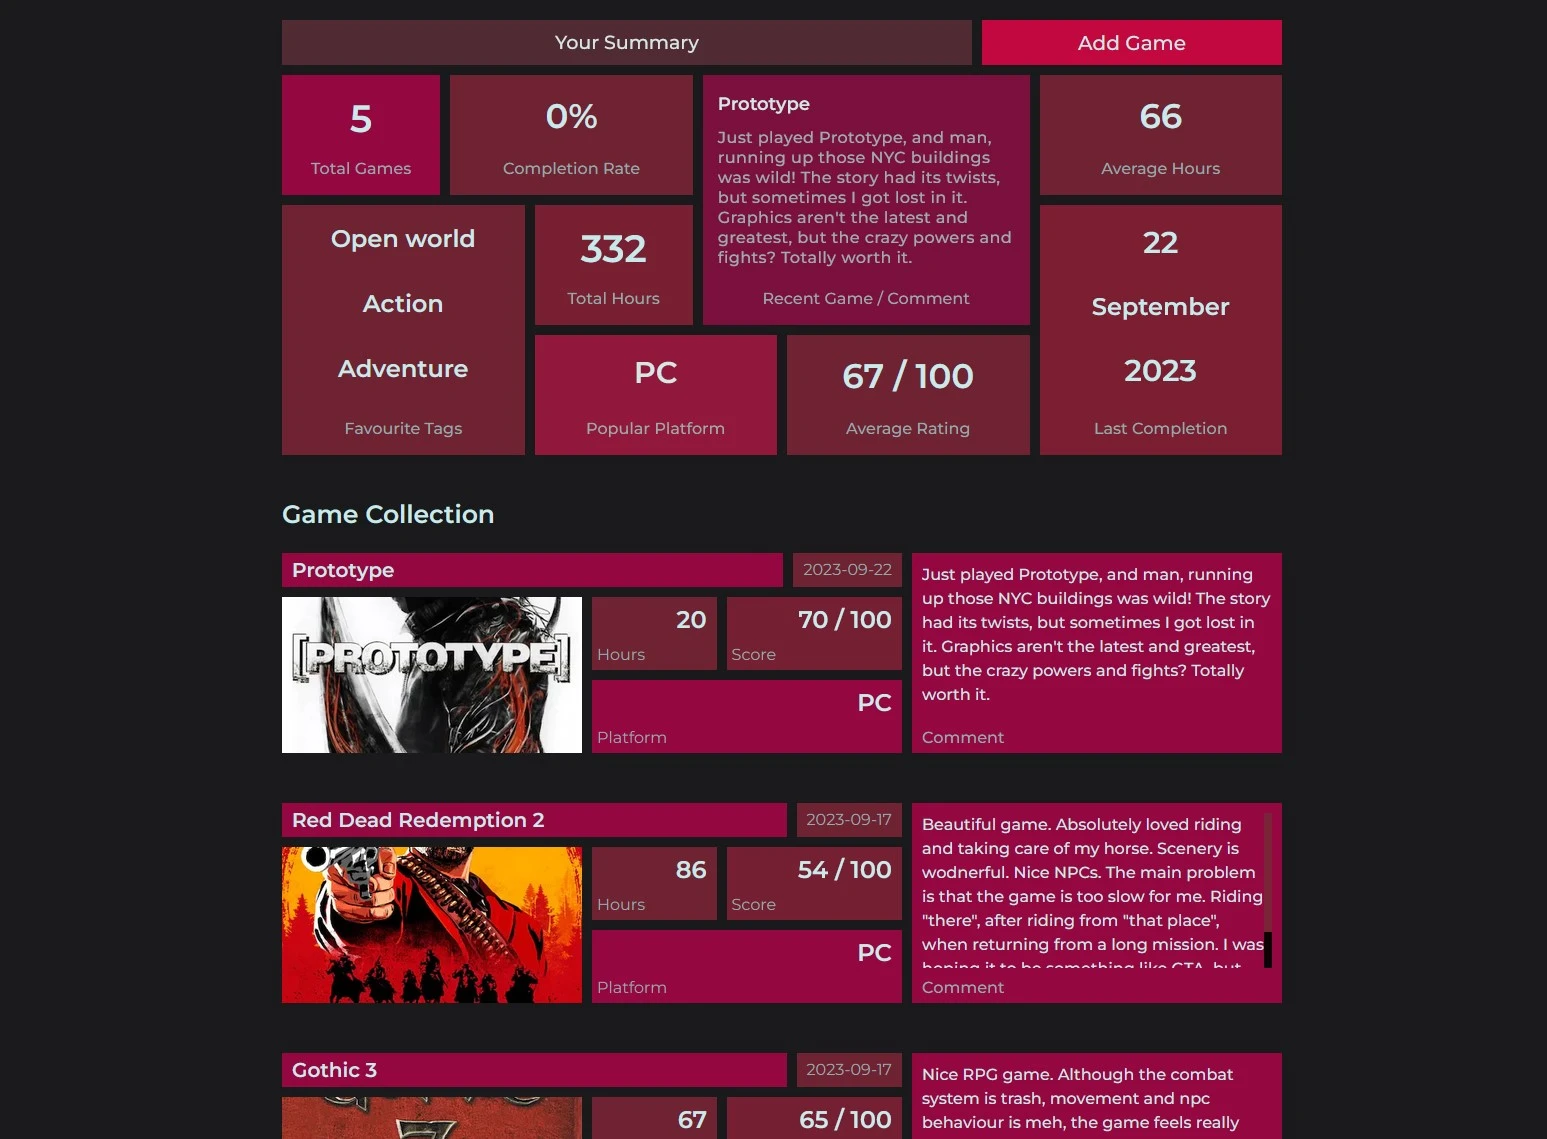 Your Summary
Add Game
5
Total Games
0%
Completion Rate
Prototype
Just played Prototype, and man,
running up those NYC buildings
was wild! The story had its twists,
but sometimes I got lost in it.
Graphics aren't the latest and
greatest, but the crazy powers and
fights? Totally worth it.
Recent Game / Comment
66
Average Hours
Open world
Action
Adventure
Favourite Tags
332
Total Hours
22
September
2023
Last Completion
PC
Popular Platform
67 / 100
Average Rating
Game Collection
Prototype
2023-09-22
[PROTOTYPE]
20
Hours
70 / 100
Score
PC
Platform
Just played Prototype, and man, running
up those NYC buildings was wild! The story
had its twists, but sometimes I got lost in
it. Graphics aren't the latest and greatest,
but the crazy powers and fights? Totally
worth it.
Comment
Red Dead Redemption 2
2023-09-17
86
Hours
54 / 100
Score
PC
Platform
Beautiful game. Absolutely loved riding
and taking care of my horse. Scenery is
wodnerful. Nice NPCs. The main problem
is that the game is too slow for me. Riding
"there", after riding from "that place",
when returning from a long mission. I was
hoping it to be something like GTA, but
Comment
Gothic 3
2023-09-17
67
65 / 100
Nice RPG game. Although the combat
system is trash, movement and npc
behaviour is meh, the game feels really